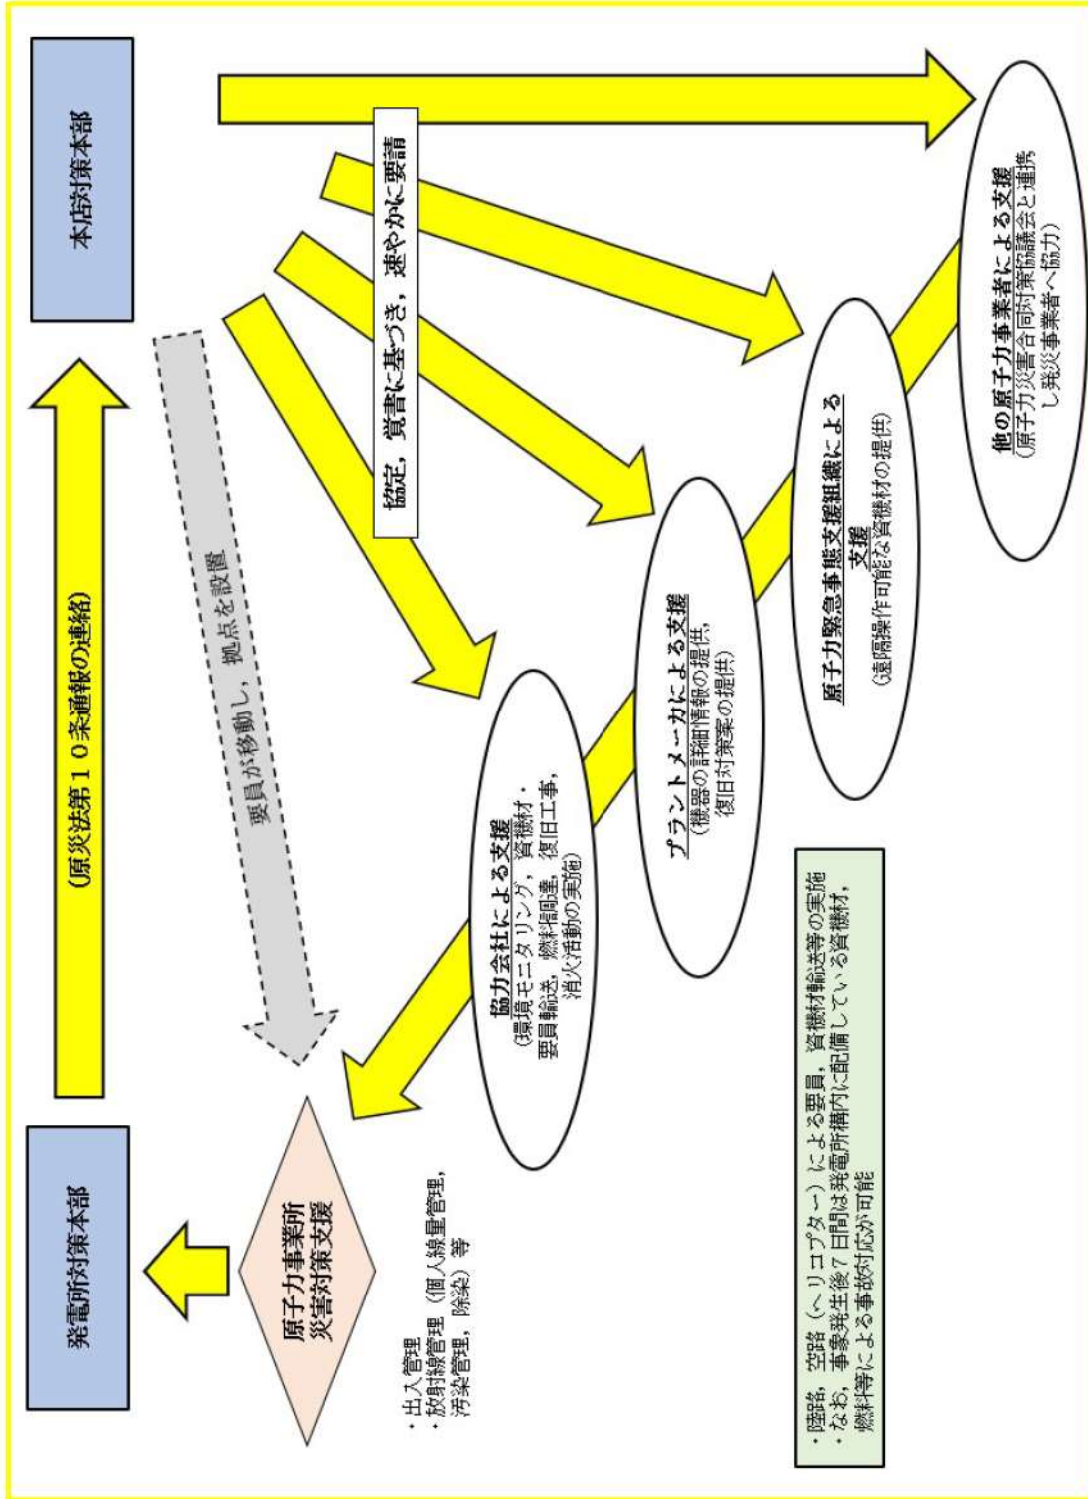 発電所対策本部
(原災法第１０条通報の連絡)
本店対策本部
要員が移動し，拠点を設置
原子力事業所
災害対策支援
・出入管理
・放射線管理（個人線量管理，
汚染管理，除染）等
協定，覚書に基づき，速やかに要請
協力会社による支援
(環境モニタリング，資機材・
要員輸送，燃料調達，復旧工事，
消火活動の実施)
プラントメーカによる支援
(機器の詳細情報の提供，
復旧対策案の提供)
原子力緊急事態支援組織による
支援
(遠隔操作可能な資機材の提供)
他の原子力事業者による支援
(原子力災害合同対策協議会と連携
し発災事業者へ協力)
・陸路，空路（ヘリコプター）による要員，資機材輸送等の実施
・なお，事象発生後７日間は発電所構内に配備している資機材，
燃料等による事故対応が可能